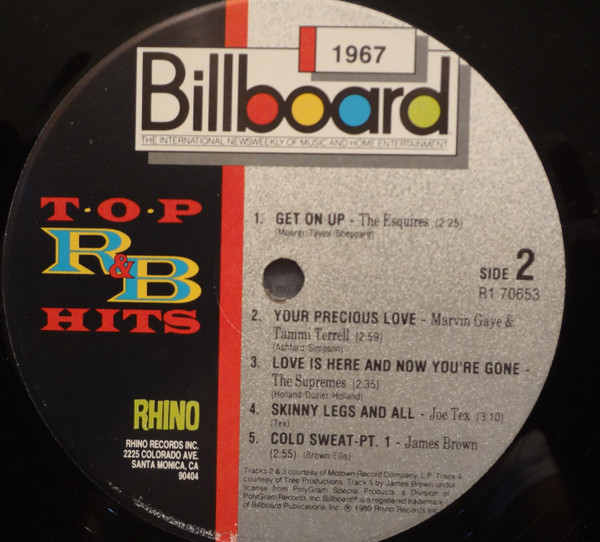 1967
Billboard
THE INTERNATIONAL NEWSWEEKLY OF MUSIC AND HOME ENTERTAINMENT
T·O·P
R&B
HITS
1. GET ON UP - The Esquires (2:25)
(Moorer/Taylor/Sheppard)
SIDE 2
R1 70653
2. YOUR PRECIOUS LOVE - Marvin Gaye &
Tammi Terrell (2:59)
(Ashford/Simpson)
3. LOVE IS HERE AND NOW YOU'RE GONE -
The Supremes (2:35)
(Holland/Dozier/Holland)
4. SKINNY LEGS AND ALL - Joe Tex (3:10)
(Tex)
5. COLD SWEAT-PT. 1 - James Brown
(2:55) (Brown/Ellis)
RHINO
RHINO RECORDS INC.
2225 COLORADO AVE.
SANTA MONICA, CA
90404
Tracks 2 & 3 courtesy of Motown Record Company, L.P. Track 4
courtesy of Tree Productions. Track 5 by James Brown under
license from PolyGram Special Products, a Division of
PolyGram Records, Inc. Billboard® is a registered trademark
of Billboard Publications, Inc. ℗ 1989 Rhino Records Inc.